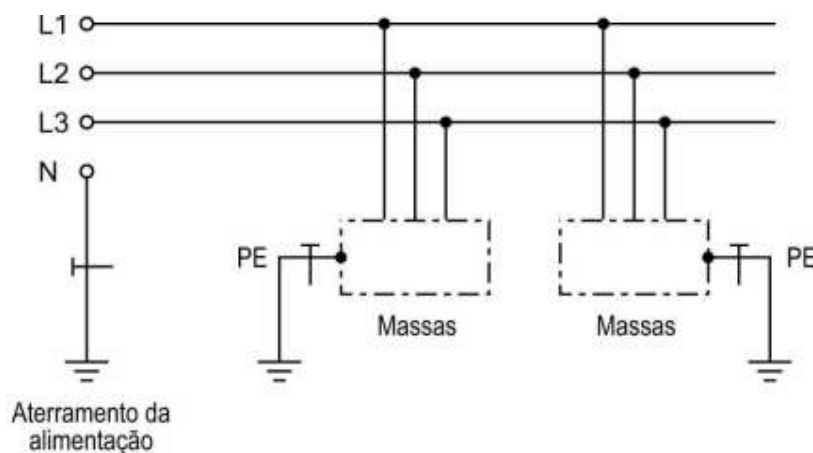 L1
L2
L3
N
PE
PE
Massas
Massas
Aterramento da
alimentação